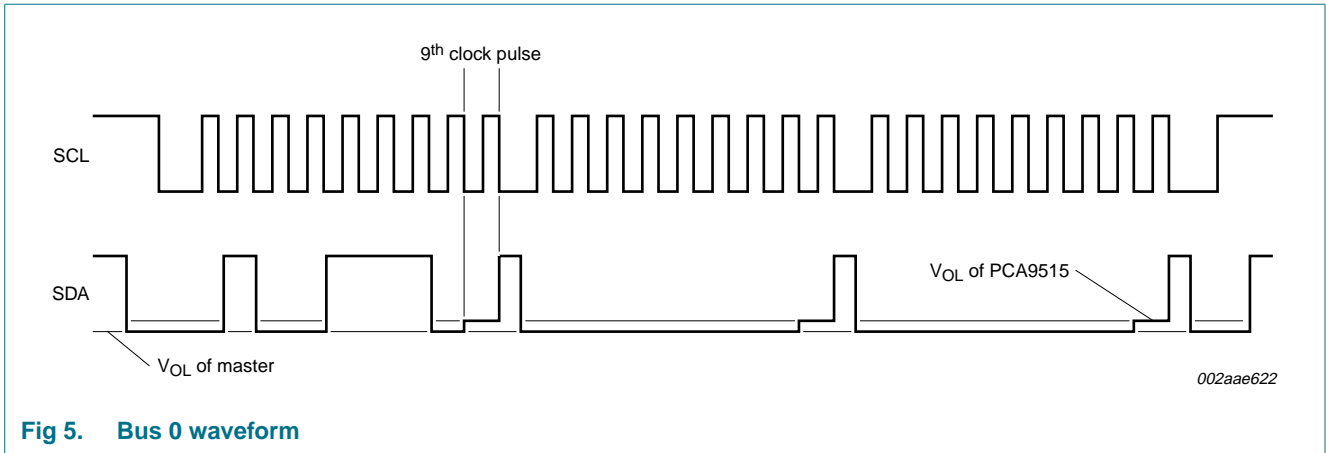 9th clock pulse
SCL
SDA
VOL of PCA9515
VOL of master
002aae622
Fig 5. Bus 0 waveform